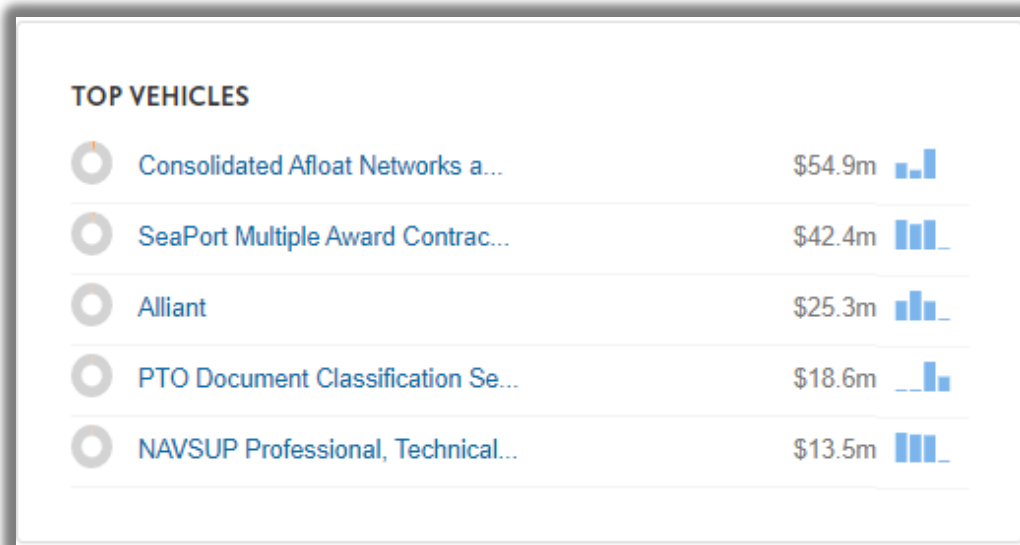 TOP VEHICLES
Consolidated Afloat Networks a... $54.9m
SeaPort Multiple Award Contrac... $42.4m
Alliant $25.3m
PTO Document Classification Se... $18.6m
NAVSUP Professional, Technical... $13.5m